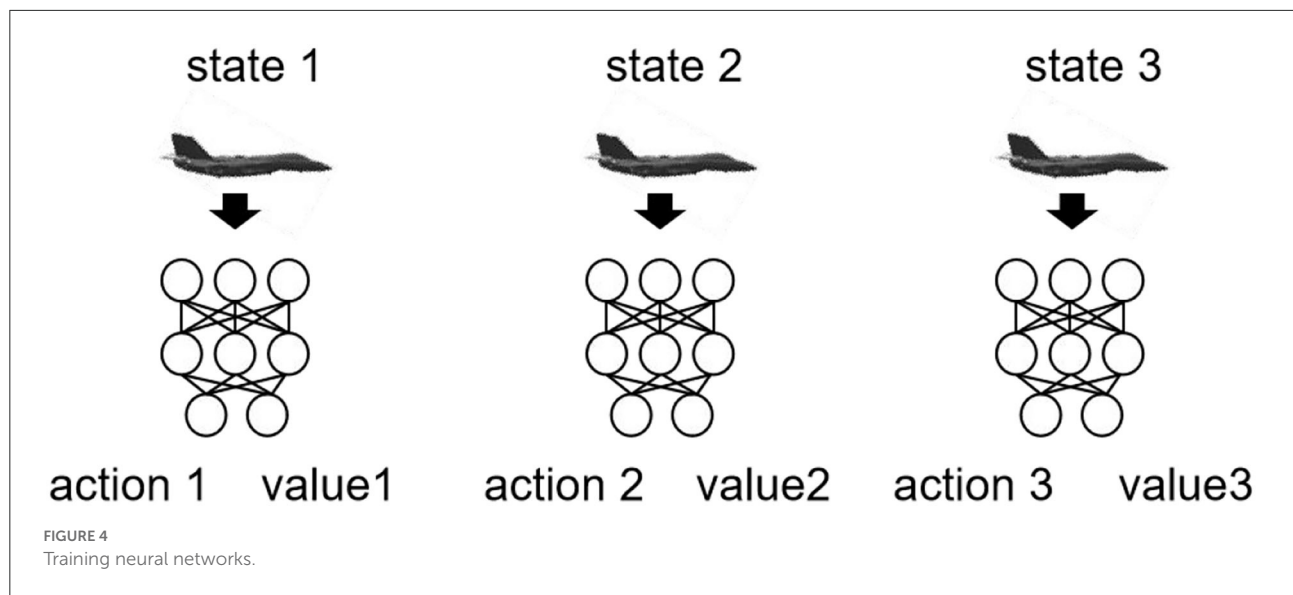 state 1 state 2 state 3
action 1 value1 action 2 value2 action 3 value3
FIGURE 4
Training neural networks.